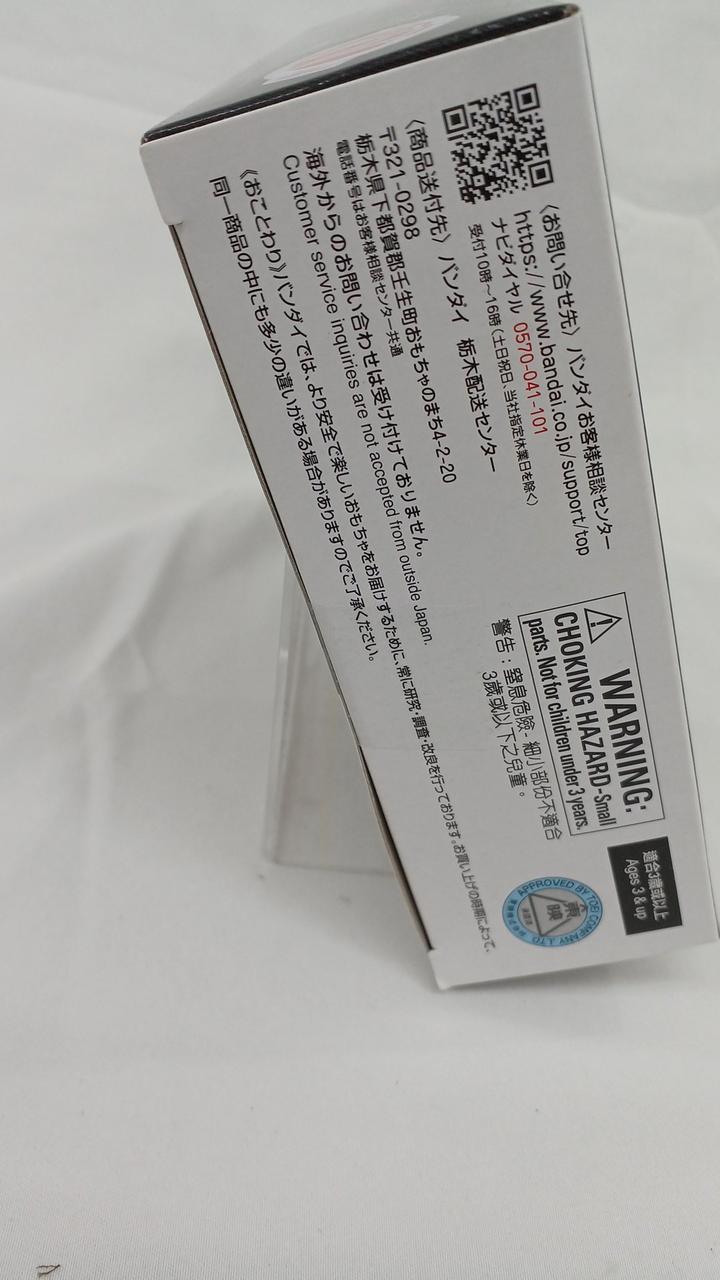 〈お問い合せ先〉バンダイお客様相談センター
https://www.bandai.co.jp/support/top
ナビダイヤル 0570-041-101
受付10時〜16時(土日祝日、当社指定休業日を除く)
〈商品送付先〉バンダイ 栃木配送センター
〒321-0298
栃木県下都賀郡壬生町おもちゃのまち4-2-20
電話番号はお客様相談センター共通
海外からのお問い合わせは受け付けておりません。
Customer service inquiries are not accepted from outside Japan.
《おことわり》バンダイでは、より安全で楽しいおもちゃをお届けするために、常に研究・調査・改良を行っております。お買い上げの時期によって、
同一商品の中にも多少の違いがある場合がありますのでご了承ください。
WARNING:
CHOKING HAZARD-Small
parts. Not for children under 3 years.
警告：窒息危険-細小部份不適合
3歲或以下之兒童。
適合3歲或以上
Ages 3 & up
APPROVED BY TOEI COMPANY, LTD.
東映